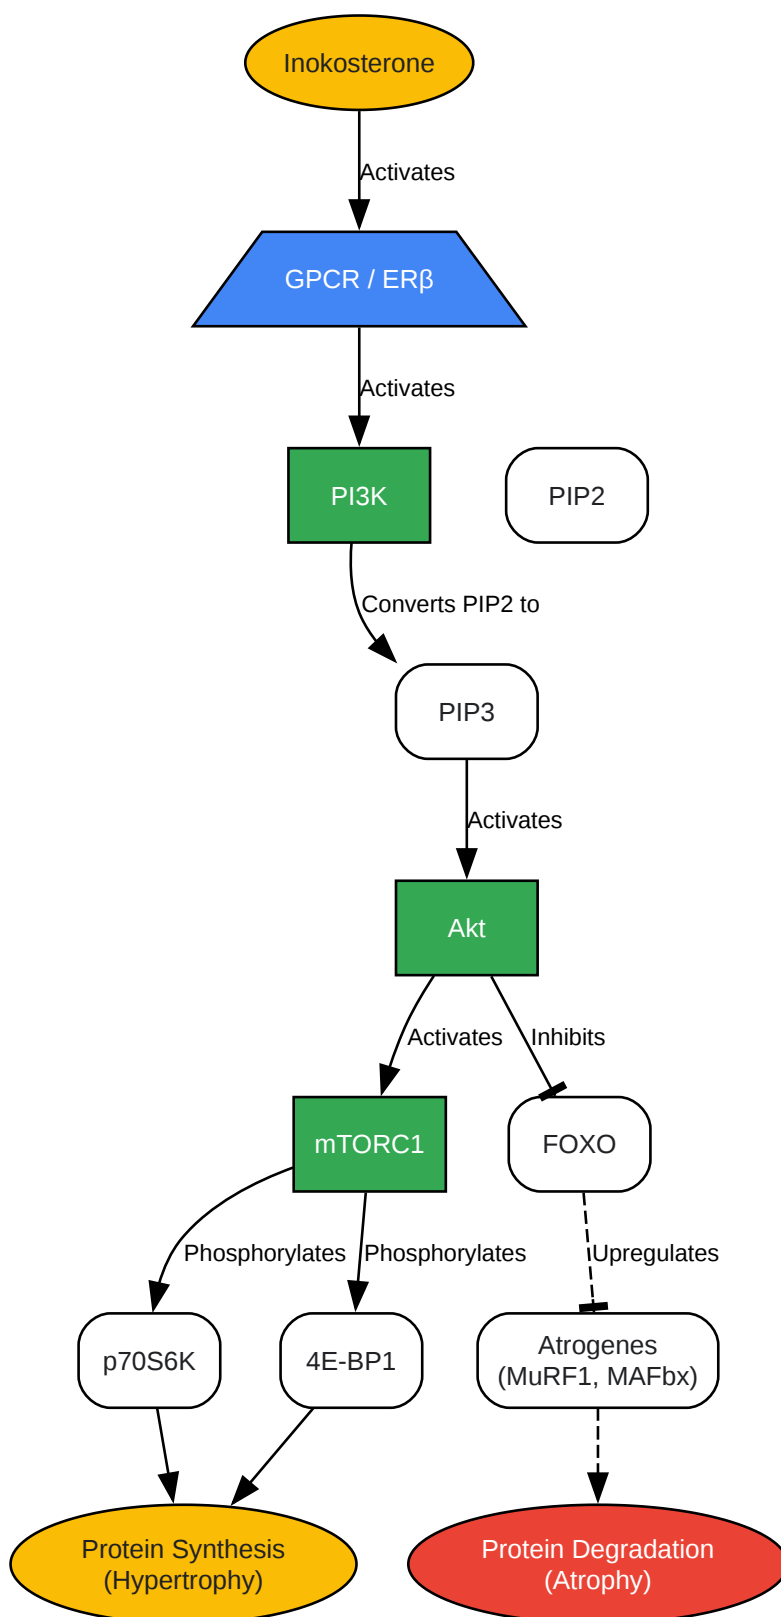 Inokosterone
Activates
GPCR / ERβ
Activates
PI3K
PIP2
Converts PIP2 to
PIP3
Activates
Akt
Activates
Inhibits
mTORC1
FOXO
Phosphorylates
Phosphorylates
Upregulates
p70S6K
4E-BP1
Atrogenes
(MuRF1, MAFbx)
Protein Synthesis
(Hypertrophy)
Protein Degradation
(Atrophy)